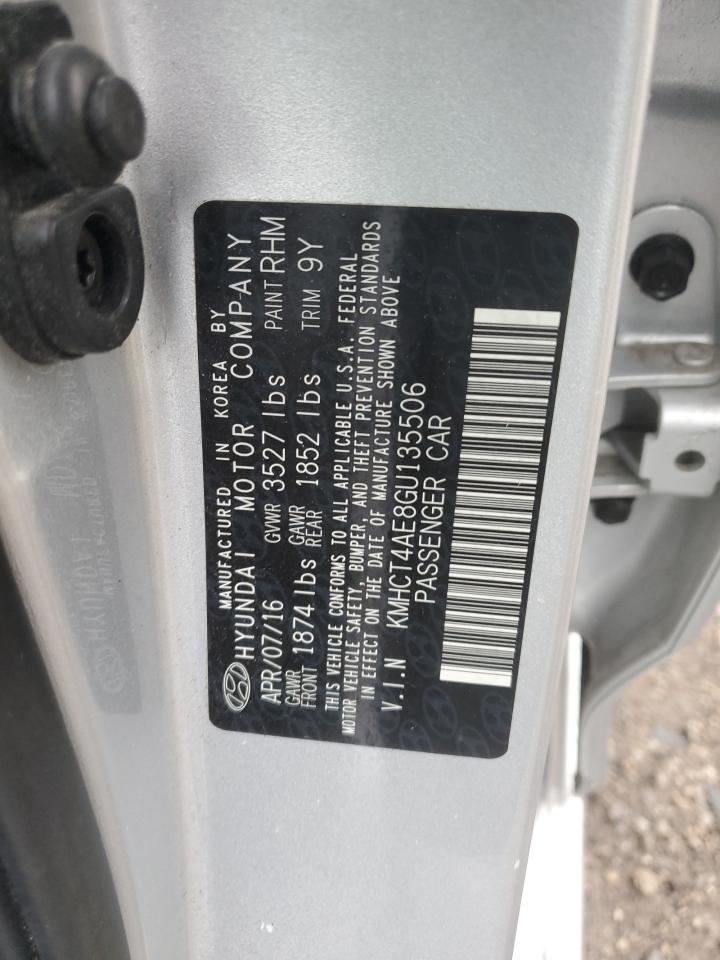 MANUFACTURED IN KOREA BY
HYUNDAI MOTOR COMPANY
APR/07/16 GVWR 3527 lbs PAINT RHM
GAWR FRONT 1874 lbs GAWR REAR 1852 lbs TRIM 9Y
THIS VEHICLE CONFORMS TO ALL APPLICABLE U.S.A. FEDERAL
MOTOR VEHICLE SAFETY, BUMPER, AND THEFT PREVENTION STANDARDS
IN EFFECT ON THE DATE OF MANUFACTURE SHOWN ABOVE
V.I.N KMHCT4AE8GU135506
PASSENGER CAR